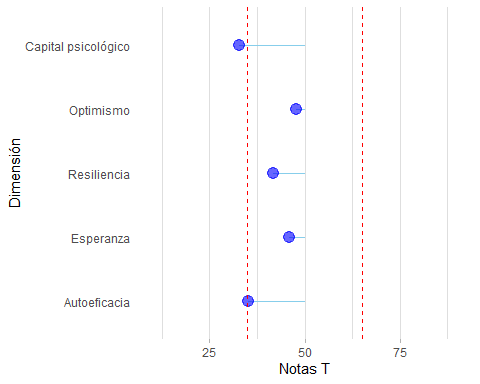 Capital psicológico
Optimismo
Resiliencia
Esperanza
Autoeficacia
Dimensión
25 50 75
Notas T